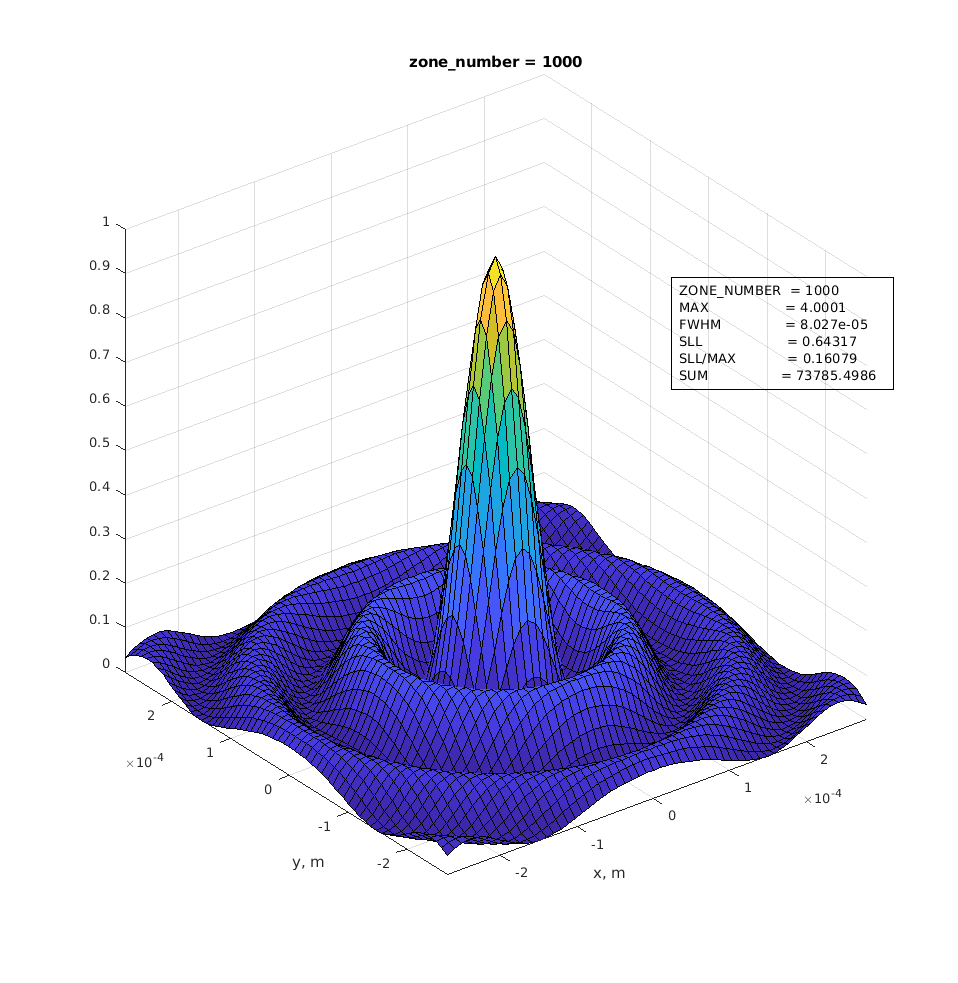 zone_number = 1000
ZONE_NUMBER = 1000
MAX = 4.0001
FWHM = 8.027e-05
SLL = 0.64317
SLL/MAX = 0.16079
SUM = 73785.4986
1
0.9
0.8
0.7
0.6
0.5
0.4
0.3
0.2
0.1
0
2
1
0
-1
-2
×10-4
y, m
-2
-1
0
1
2
×10-4
x, m